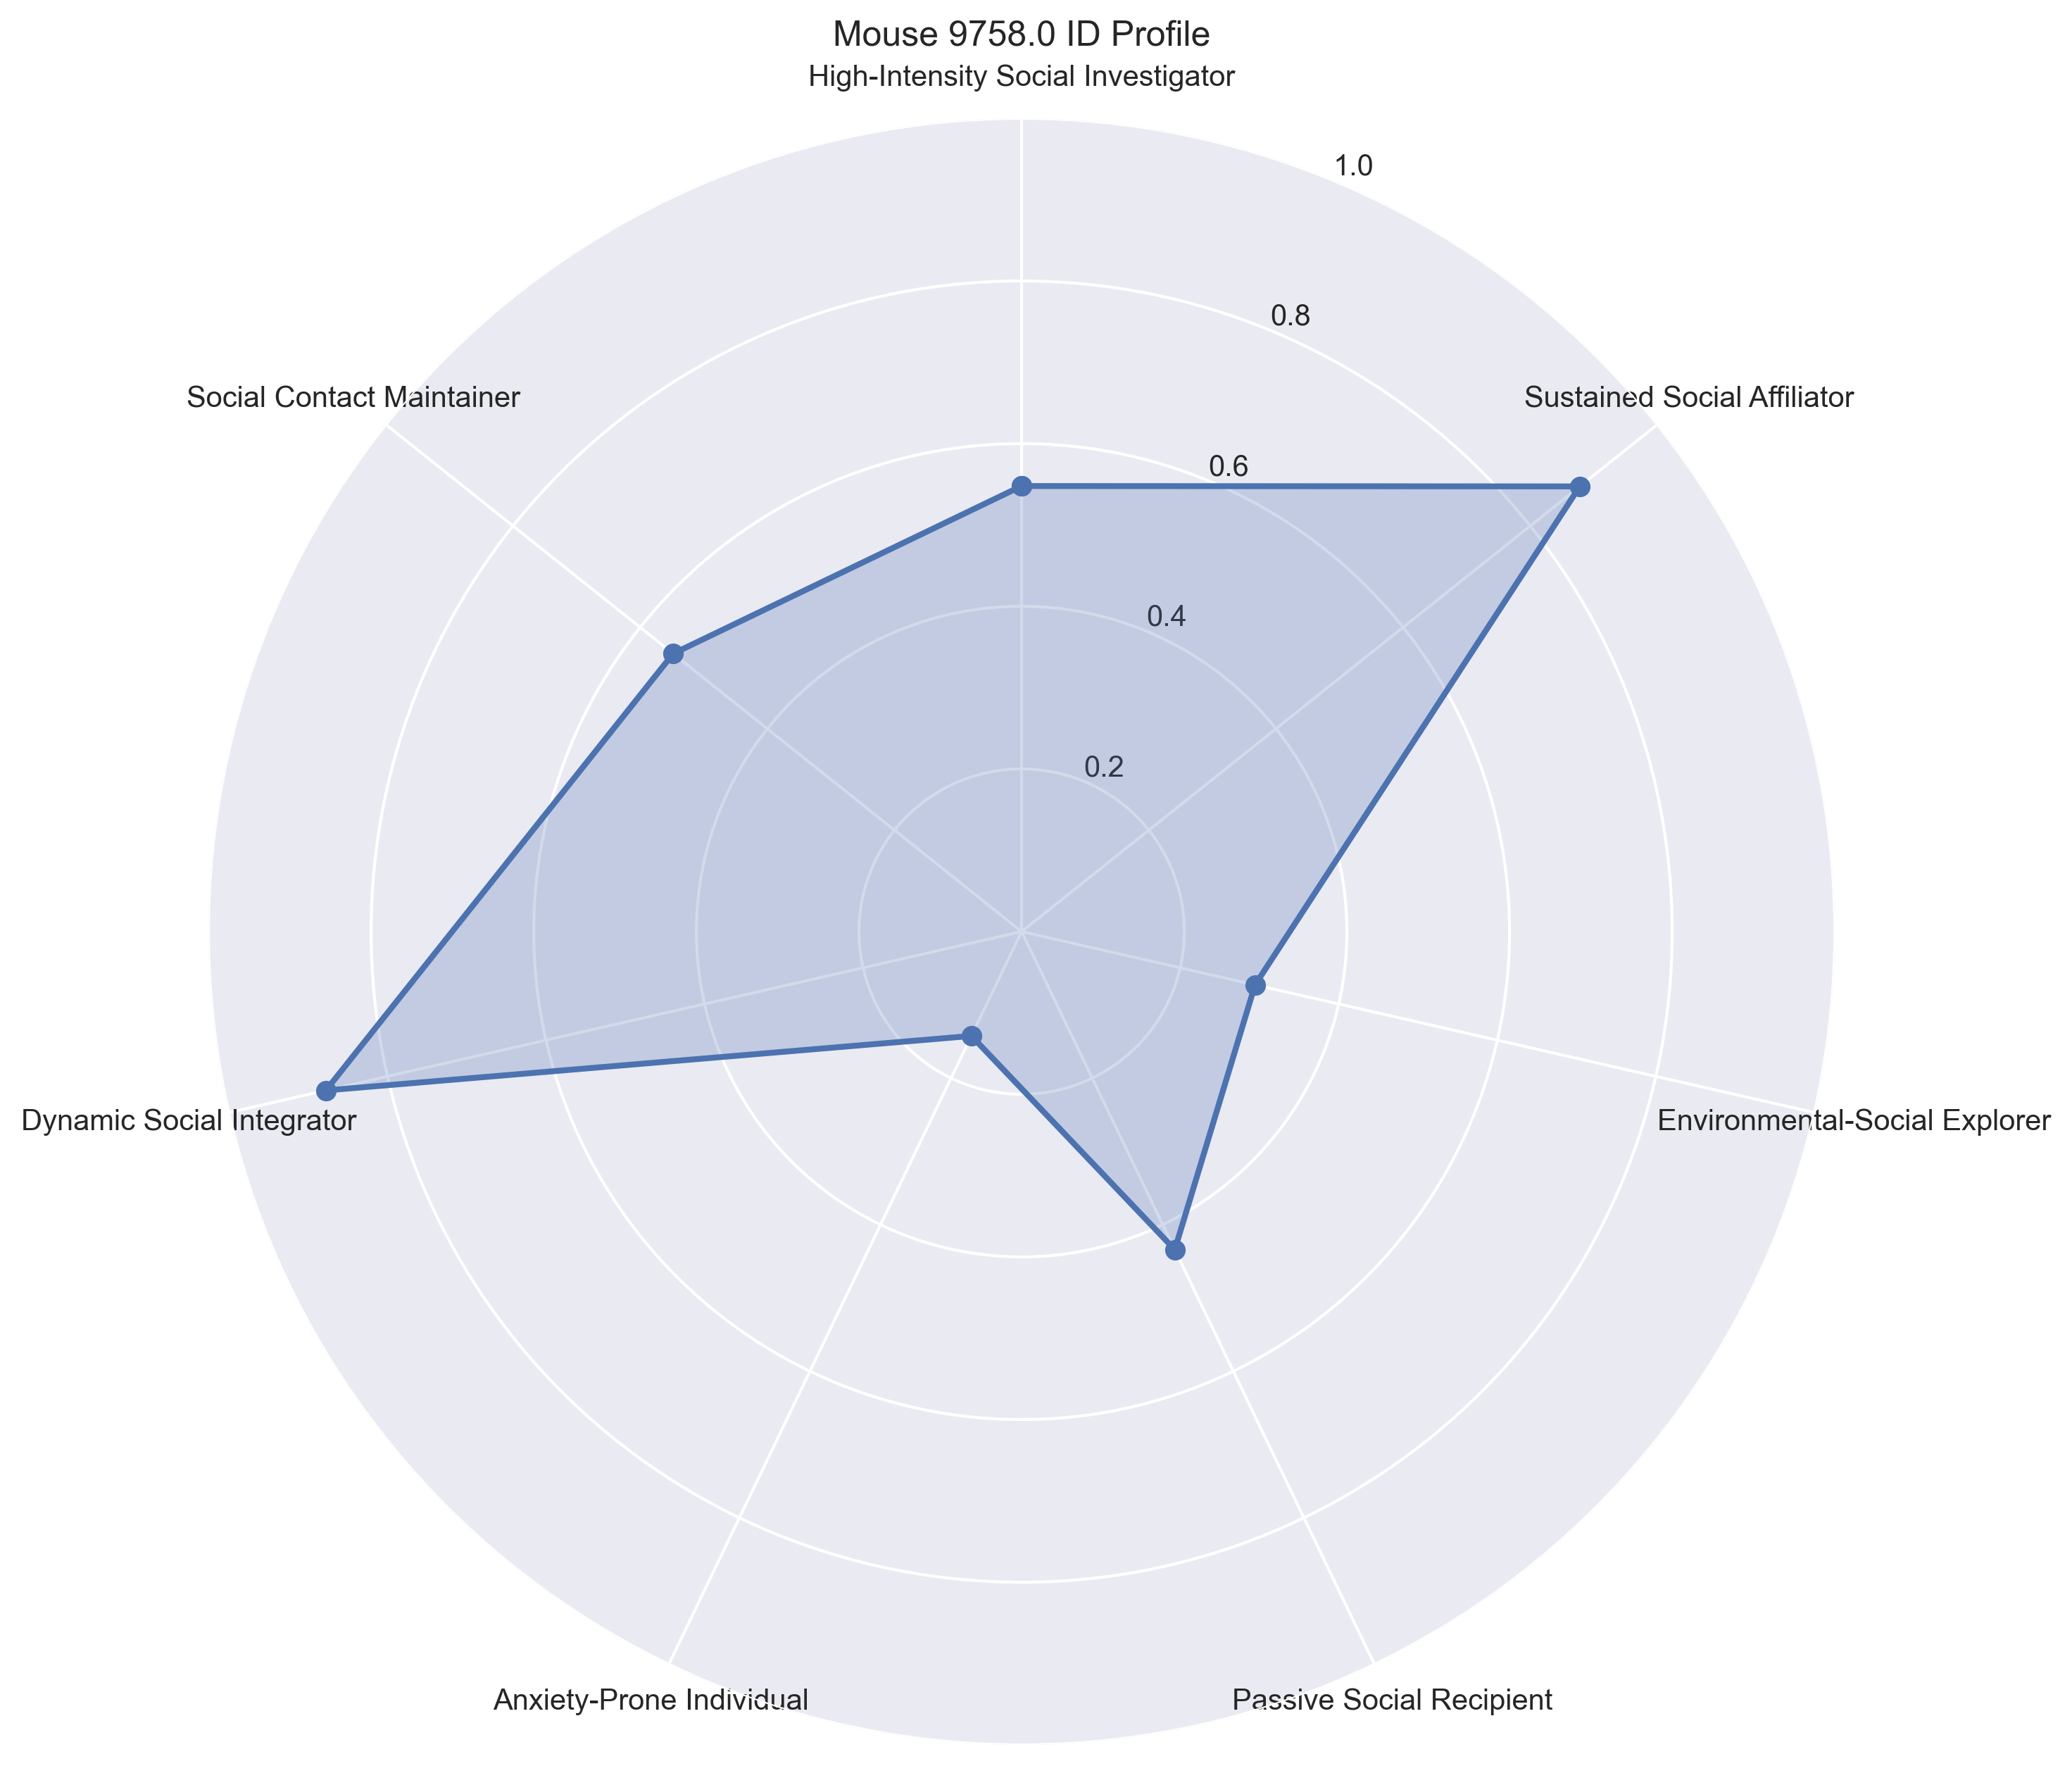 Mouse 9758.0 ID Profile
High-Intensity Social Investigator
1.0
0.8
Social Contact Maintainer
Sustained Social Affiliator
0.6
0.4
0.2
Dynamic Social Integrator
Environmental-Social Explorer
Anxiety-Prone Individual
Passive Social Recipient